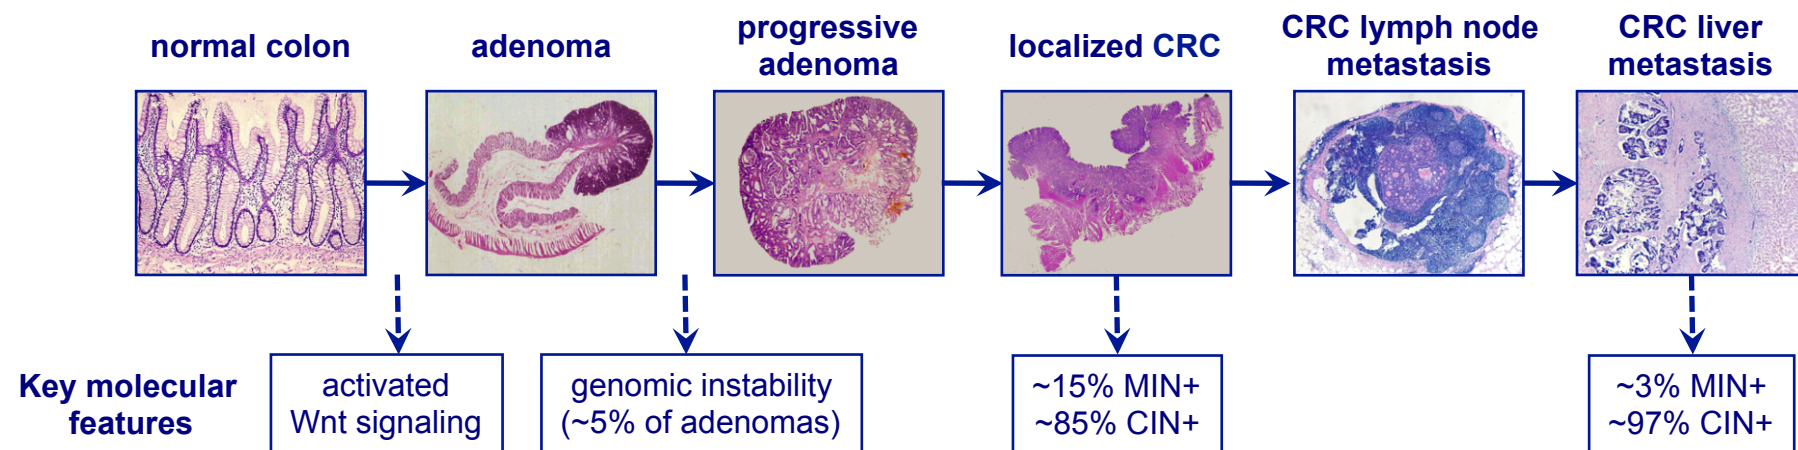 normal colon
adenoma
progressive
adenoma
localized CRC
CRC lymph node
metastasis
CRC liver
metastasis
Key molecular
features
activated
Wnt signaling
genomic instability
(~5% of adenomas)
~15% MIN+
~85% CIN+
~3% MIN+
~97% CIN+